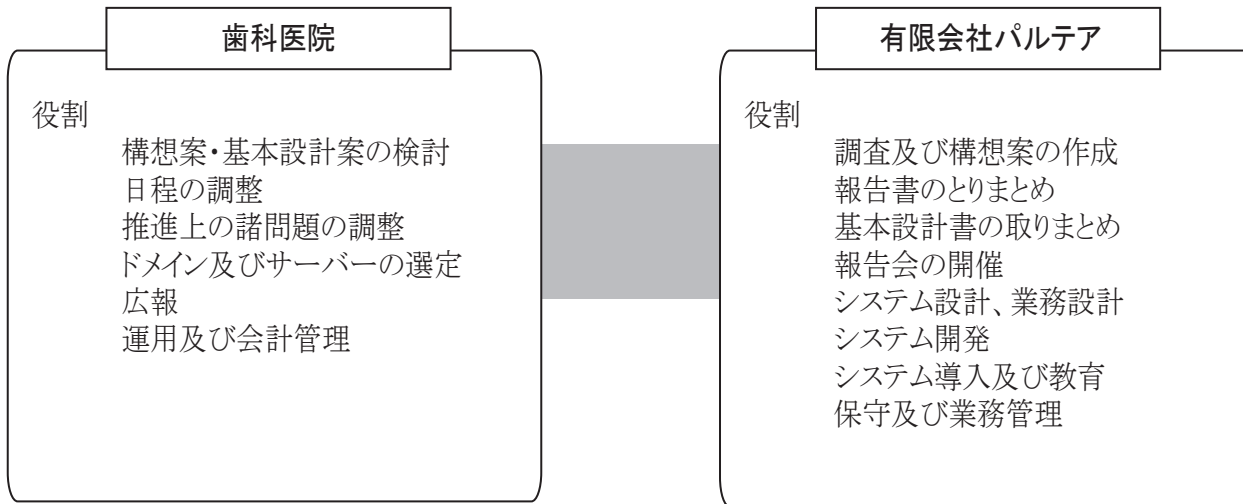 歯科医院
役割
構想案・基本設計案の検討
日程の調整
推進上の諸問題の調整
ドメイン及びサーバーの選定
広報
運用及び会計管理
有限会社パルテア
役割
調査及び構想案の作成
報告書のとりまとめ
基本設計書の取りまとめ
報告会の開催
システム設計、業務設計
システム開発
システム導入及び教育
保守及び業務管理